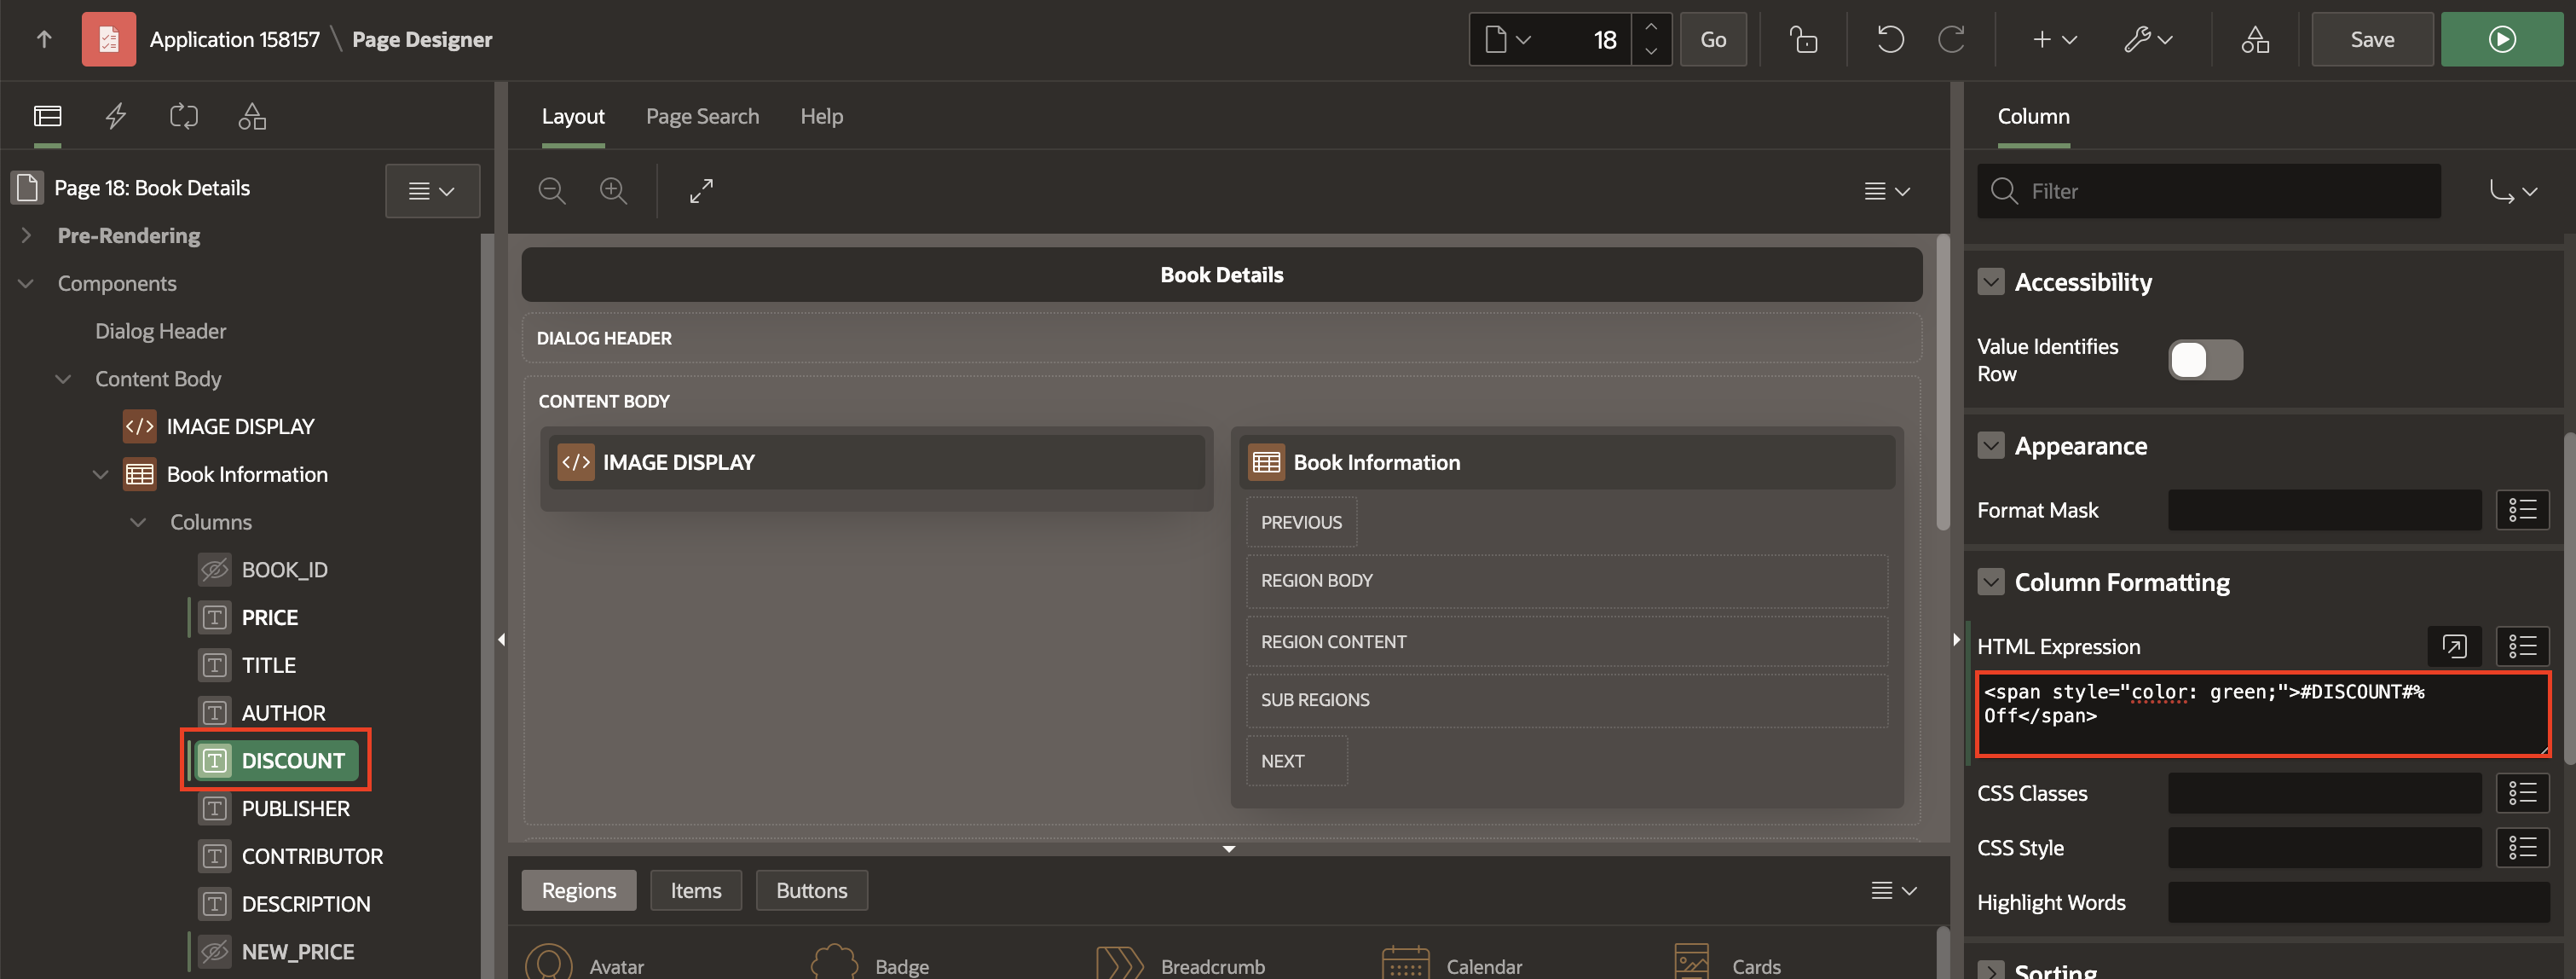 Application 158157 \ Page Designer
18
Go
Save
Page 18: Book Details
Pre-Rendering
Components
Dialog Header
Content Body
IMAGE DISPLAY
Book Information
Columns
BOOK_ID
PRICE
TITLE
AUTHOR
DISCOUNT
PUBLISHER
CONTRIBUTOR
DESCRIPTION
NEW_PRICE
Layout
Page Search
Help
Book Details
DIALOG HEADER
CONTENT BODY
IMAGE DISPLAY
Book Information
PREVIOUS
REGION BODY
REGION CONTENT
SUB REGIONS
NEXT
Regions
Items
Buttons
Avatar
Badge
Breadcrumb
Calendar
Cards
Column
Filter
Accessibility
Value Identifies
Row
Appearance
Format Mask
Column Formatting
HTML Expression
<span style="color: green;">#DISCOUNT#%
Off</span>
CSS Classes
CSS Style
Highlight Words
Sorting